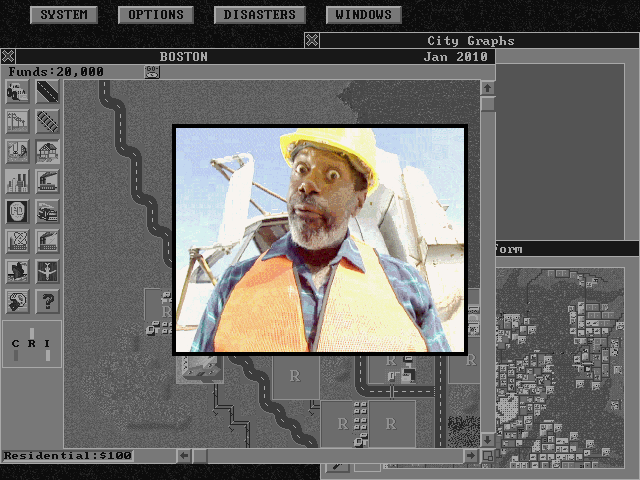 SYSTEM OPTIONS DISASTERS WINDOWS
City Graphs
BOSTON Jan 2010
Funds:20,000
Form
R
C R I
R
R R
Residential:$100